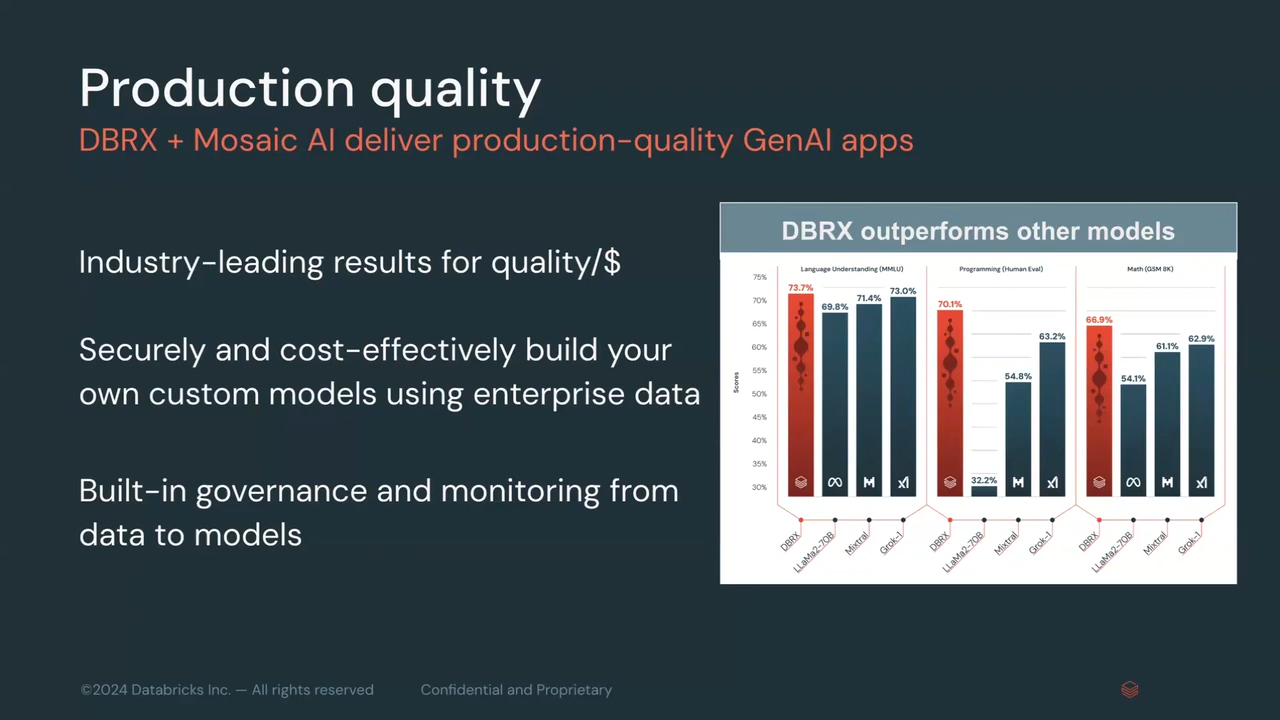 Production quality
DBRX + Mosaic AI deliver production-quality GenAI apps
Industry-leading results for quality/$
Securely and cost-effectively build your
own custom models using enterprise data
Built-in governance and monitoring from
data to models
DBRX outperforms other models
Language Understanding (MMLU)
Programming (Human Eval)
Math (GSM 8K)
Scores
75%
70%
65%
60%
55%
50%
45%
40%
35%
30%
73.7%
69.8%
71.4%
73.0%
70.1%
32.2%
54.8%
63.2%
66.9%
54.1%
61.1%
62.9%
DBRX
LLaMa2-70B
Mixtral
Grok-1
DBRX
LLaMa2-70B
Mixtral
Grok-1
DBRX
LLaMa2-70B
Mixtral
Grok-1
©2024 Databricks Inc. — All rights reserved
Confidential and Proprietary